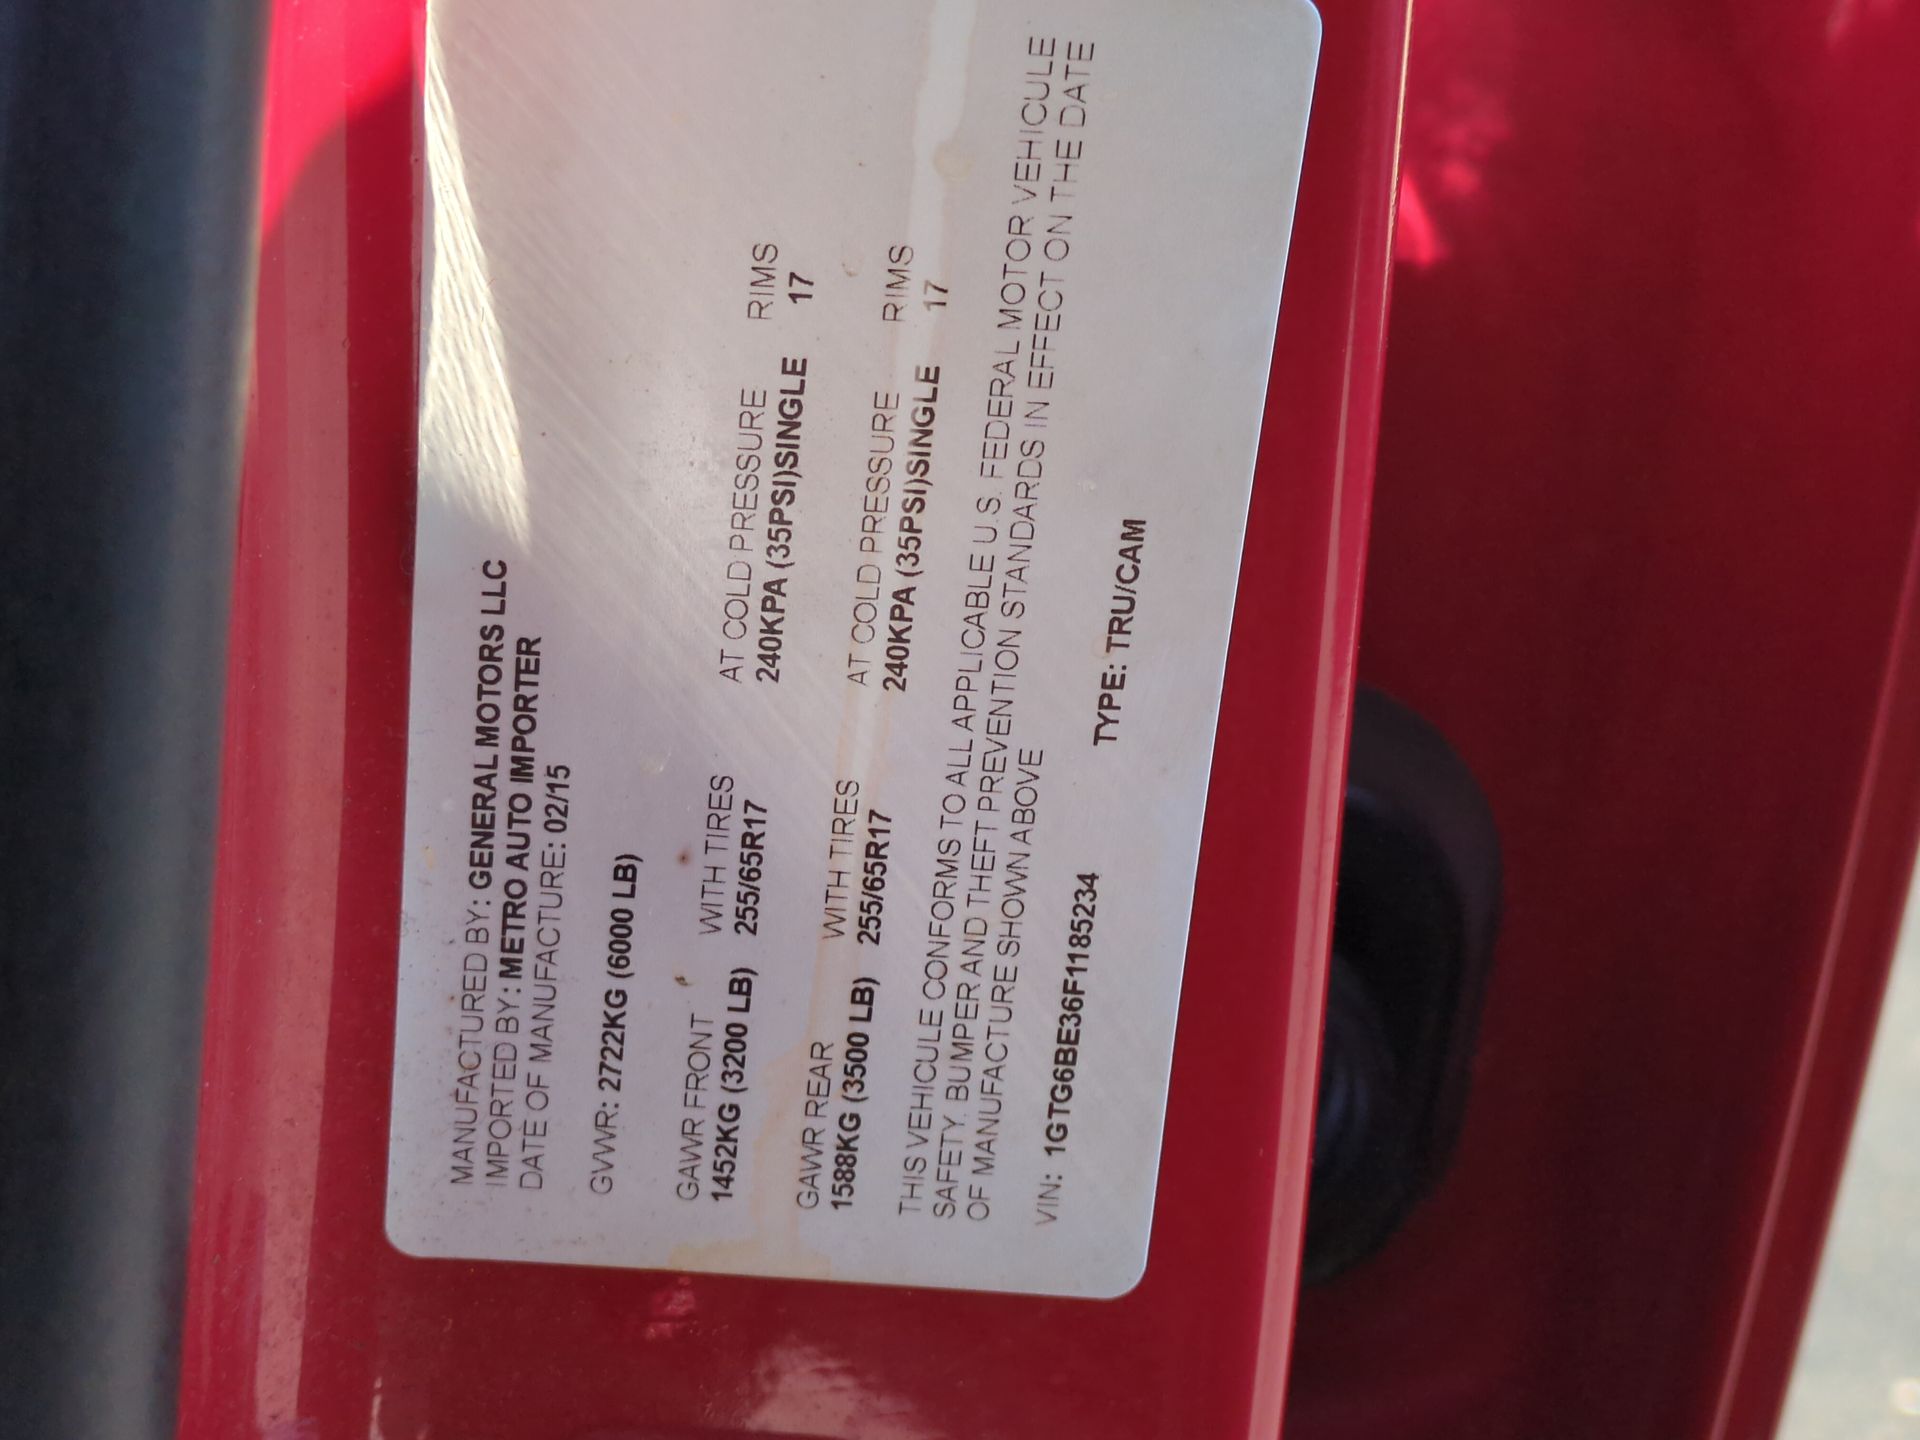 MANUFACTURED BY: GENERAL MOTORS LLC
IMPORTED BY: METRO AUTO IMPORTER
DATE OF MANUFACTURE: 02/15
GVWR: 2722KG (6000 LB)
GAWR FRONT WITH TIRES AT COLD PRESSURE RIMS
1452KG (3200 LB) 255/65R17 240KPA (35PSI)SINGLE 17
GAWR REAR WITH TIRES AT COLD PRESSURE RIMS
1588KG (3500 LB) 255/65R17 240KPA (35PSI)SINGLE 17
THIS VEHICULE CONFORMS TO ALL APPLICABLE U.S. FEDERAL MOTOR VEHICULE
SAFETY, BUMPER AND THEFT PREVENTION STANDARDS IN EFFECT ON THE DATE
OF MANUFACTURE SHOWN ABOVE
VIN: 1GTG6BE36F1185234 TYPE: TRU/CAM